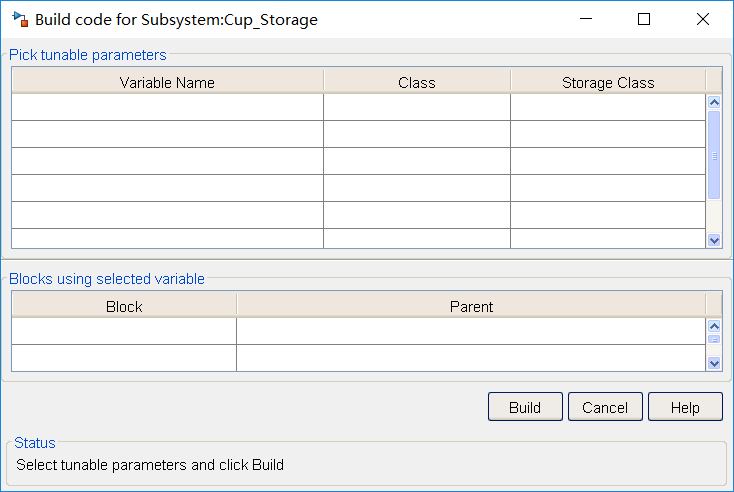 Build code for Subsystem:Cup_Storage
Pick tunable parameters
Variable Name Class Storage Class
Blocks using selected variable
Block Parent
Build Cancel Help
Status
Select tunable parameters and click Build